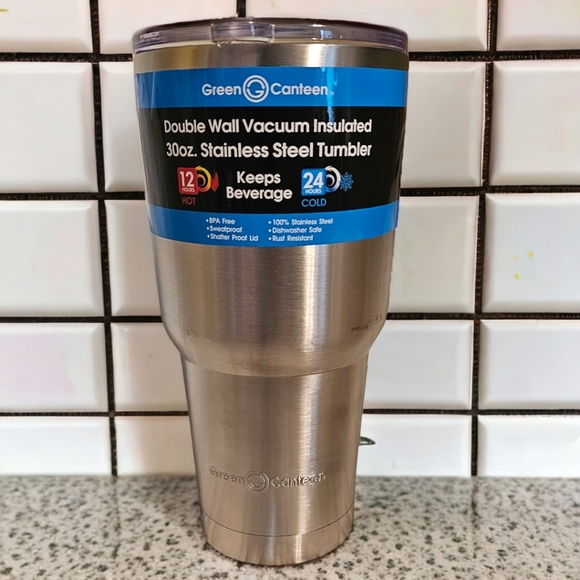 Green G Canteen™
Double Wall Vacuum Insulated
30oz. Stainless Steel Tumbler
12 HOURS HOT
Keeps Beverage
24 HOURS COLD
•BPA Free
•Sweatproof
•Shatter Proof Lid
•100% Stainless Steel
•Dishwasher Safe
•Rust Resistant
Green G Canteen